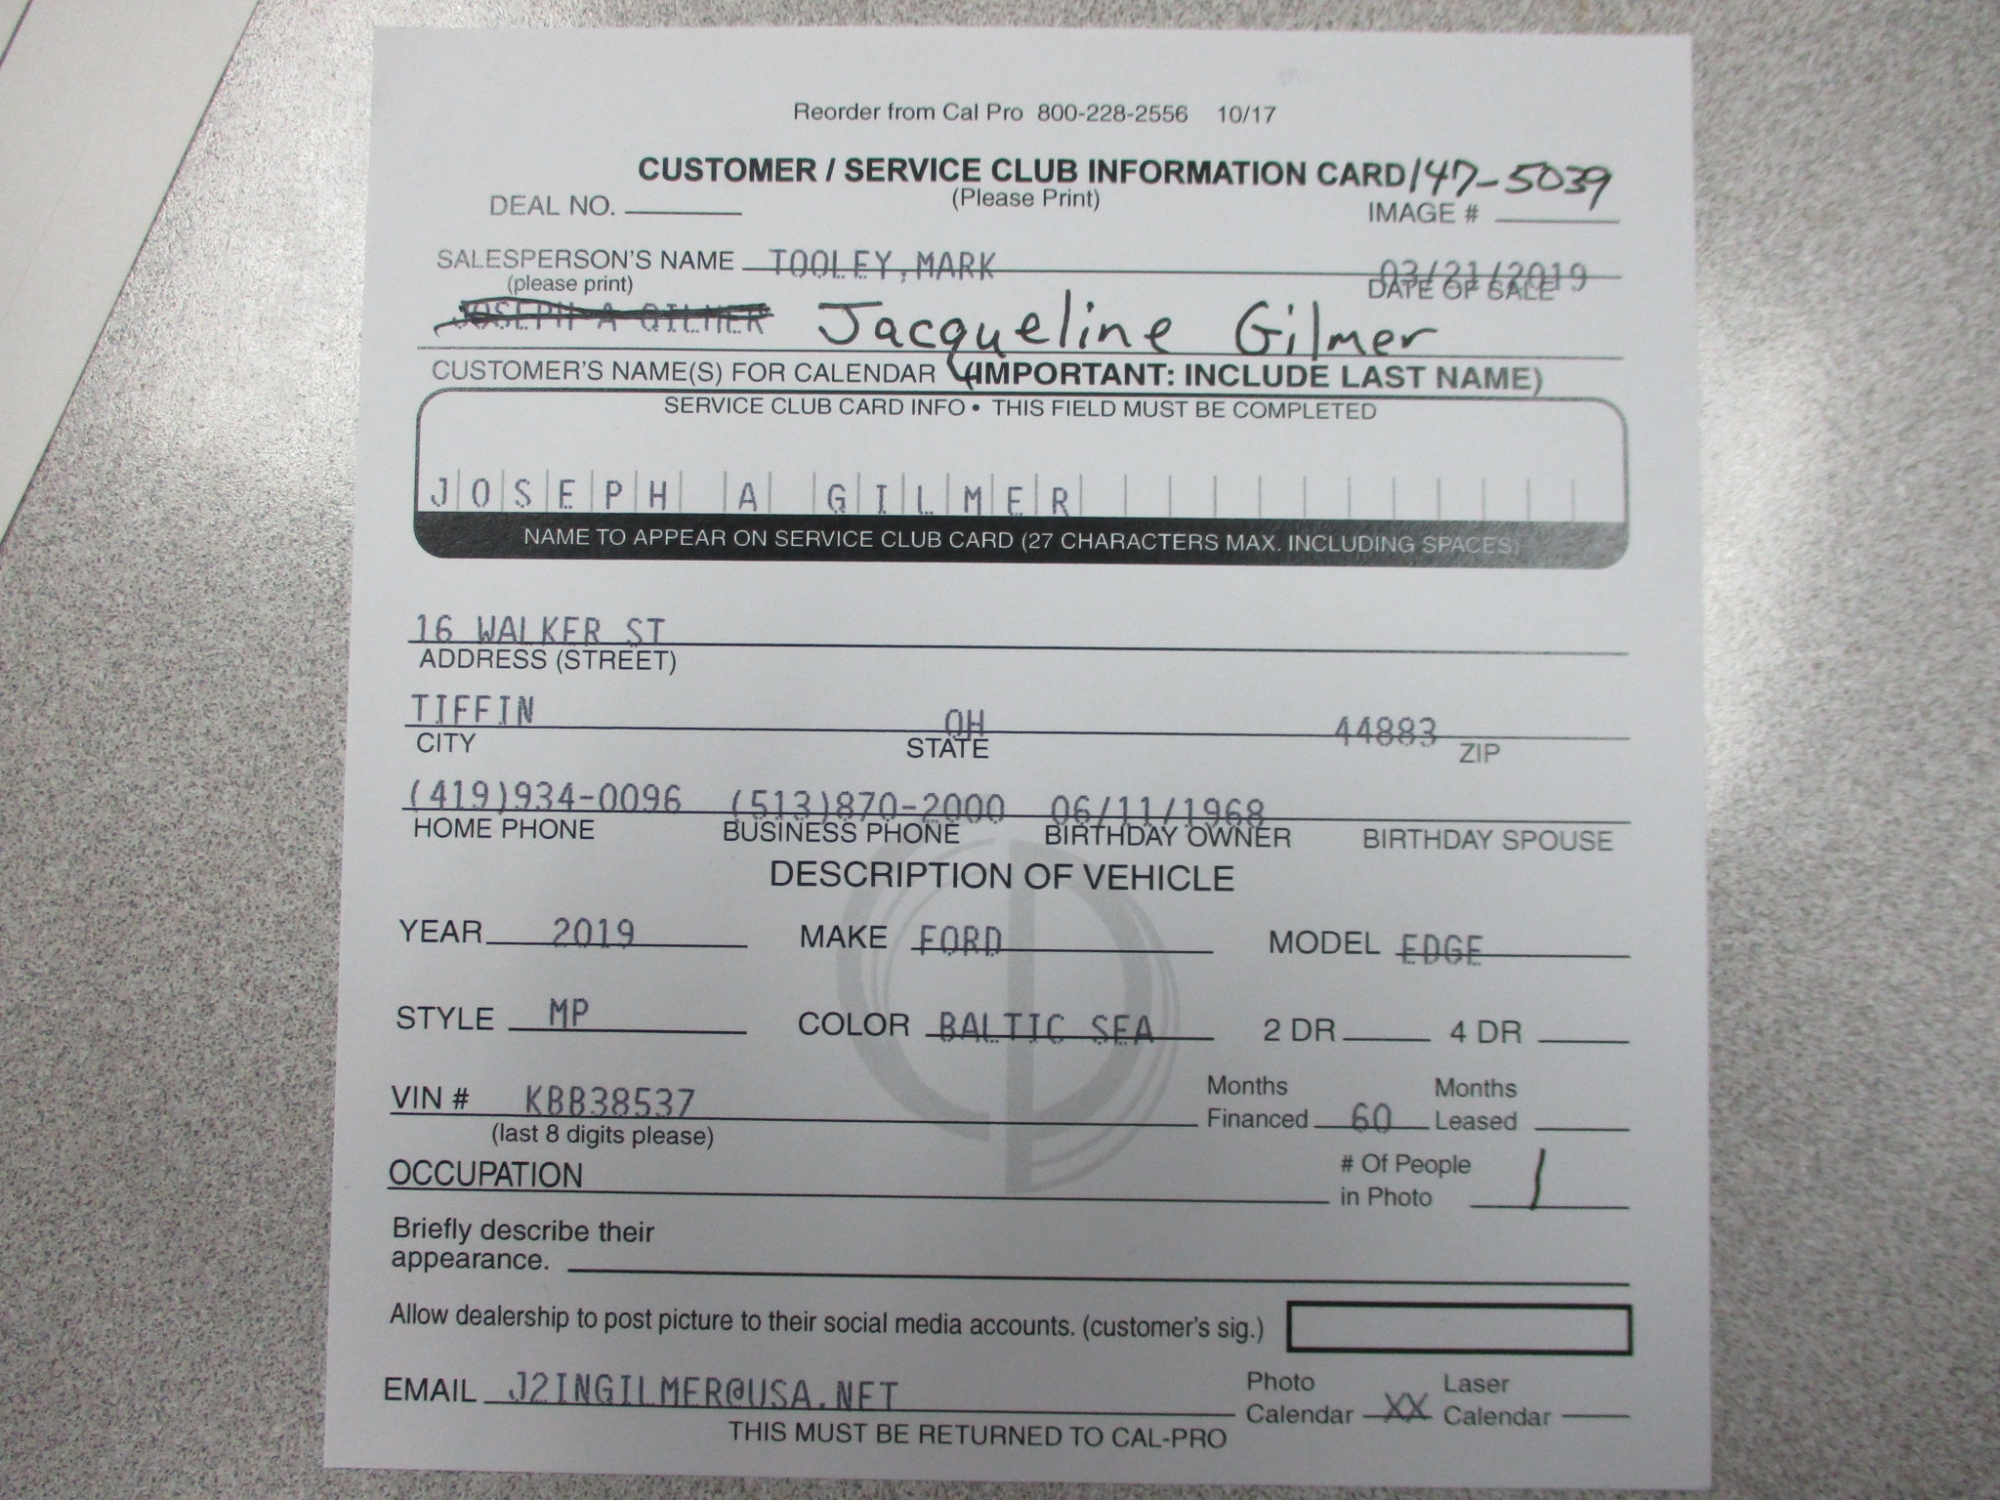 Reorder from Cal Pro 800-228-2556 10/17
CUSTOMER / SERVICE CLUB INFORMATION CARD 147-5039
(Please Print)
DEAL NO. IMAGE #
SALESPERSON'S NAME TOOLEY, MARK 03/21/2019
(please print) DATE OF SALE
JOSEPH A GILMER Jacqueline Gilmer
CUSTOMER'S NAME(S) FOR CALENDAR (IMPORTANT: INCLUDE LAST NAME)
SERVICE CLUB CARD INFO • THIS FIELD MUST BE COMPLETED
JOSEPH A GILMER
NAME TO APPEAR ON SERVICE CLUB CARD (27 CHARACTERS MAX. INCLUDING SPACES)
16 WALKER ST
ADDRESS (STREET)
TIFFIN OH 44883
CITY STATE ZIP
(419)934-0096 (513)870-2000 06/11/1968
HOME PHONE BUSINESS PHONE BIRTHDAY OWNER BIRTHDAY SPOUSE
DESCRIPTION OF VEHICLE
YEAR 2019 MAKE FORD MODEL EDGE
STYLE MP COLOR BALTIC SEA 2 DR 4 DR
Months Months
VIN # KBB38537 Financed 60 Leased
(last 8 digits please)
OCCUPATION # Of People
in Photo 1
Briefly describe their
appearance.
Allow dealership to post picture to their social media accounts. (customer's sig.)
Photo Laser
EMAIL J2INGILMER@USA.NET Calendar XX Calendar
THIS MUST BE RETURNED TO CAL-PRO